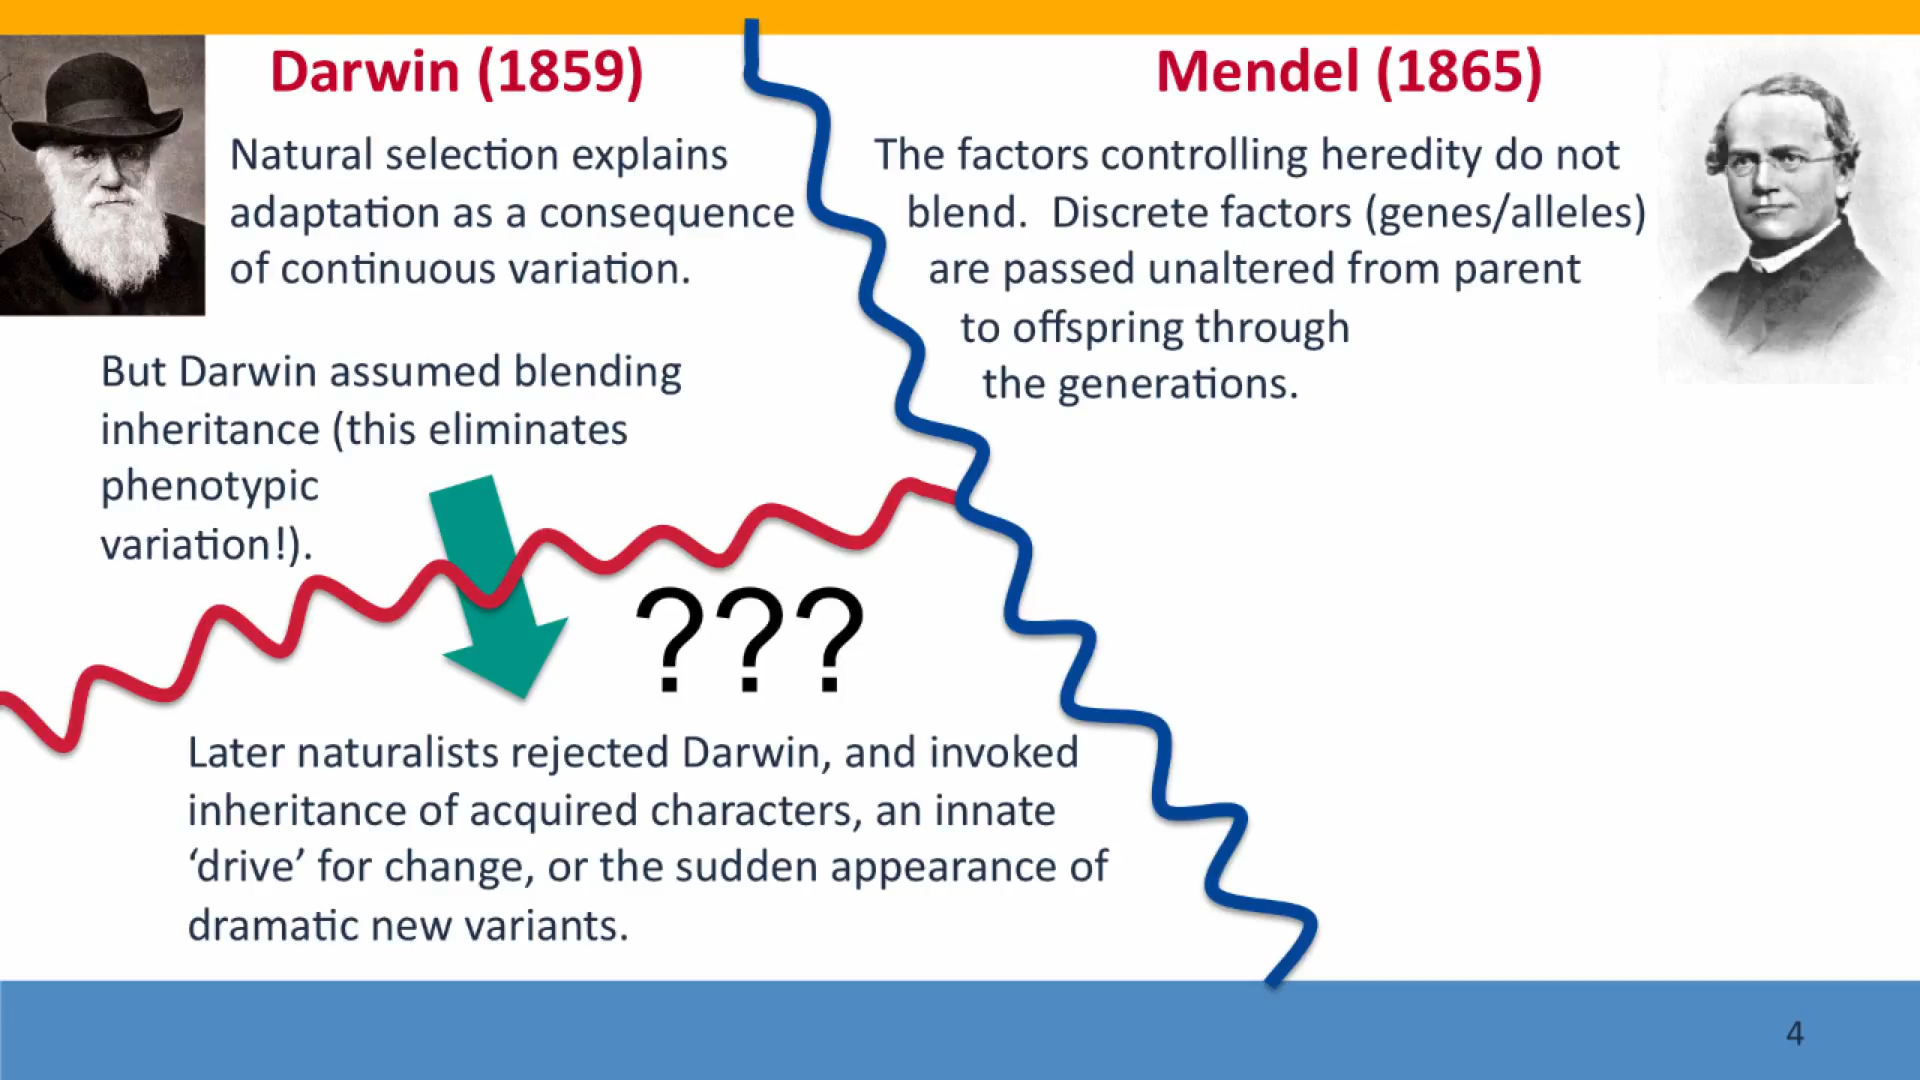 Darwin (1859)
Natural selection explains
adaptation as a consequence
of continuous variation.
But Darwin assumed blending
inheritance (this eliminates
phenotypic
variation!).
???
Later naturalists rejected Darwin, and invoked
inheritance of acquired characters, an innate
‘drive’ for change, or the sudden appearance of
dramatic new variants.
Mendel (1865)
The factors controlling heredity do not
blend.  Discrete factors (genes/alleles)
are passed unaltered from parent
to offspring through
the generations.
4